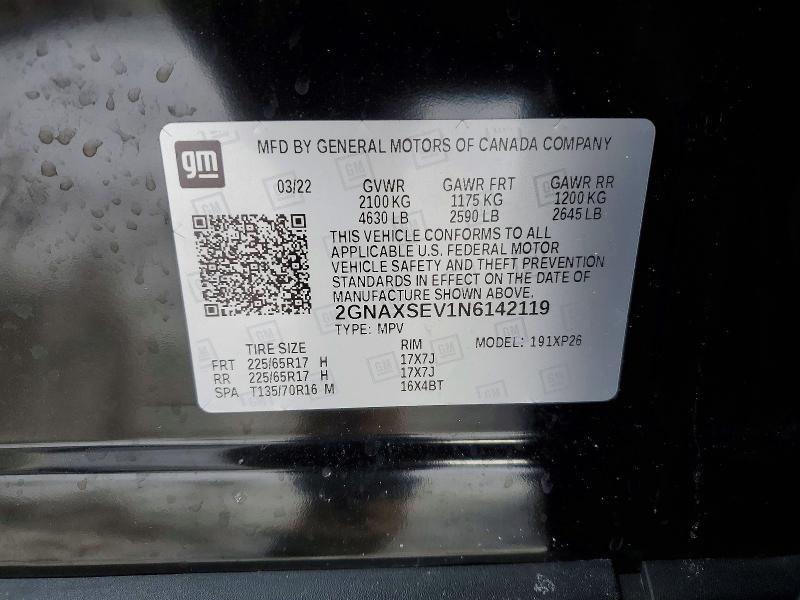 gm MFD BY GENERAL MOTORS OF CANADA COMPANY
03/22 GVWR GAWR FRT GAWR RR
2100 KG 1175 KG 1200 KG
4630 LB 2590 LB 2645 LB
THIS VEHICLE CONFORMS TO ALL
APPLICABLE U.S. FEDERAL MOTOR
VEHICLE SAFETY AND THEFT PREVENTION
STANDARDS IN EFFECT ON THE DATE OF
MANUFACTURE SHOWN ABOVE.
2GNAXSEV1N6142119
TYPE: MPV MODEL: 191XP26
TIRE SIZE RIM
FRT 225/65R17 H 17X7J
RR 225/65R17 H 17X7J
SPA T135/70R16 M 16X4BT